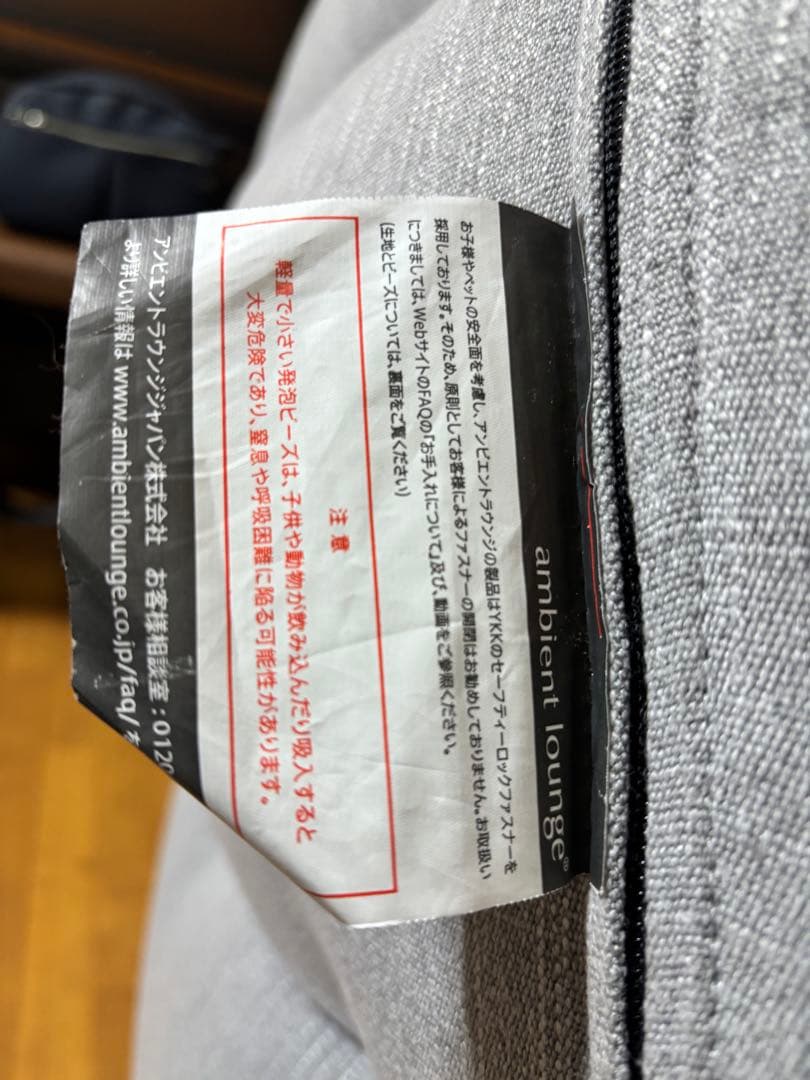 ambient lounge®
お子様やペットの安全面を考慮し、アンビエントラウンジの製品はYKKのセーフティーロックファスナーを
採用しております。そのため、原則としてお客様によるファスナーの開閉はお勧めしておりません。お取扱い
につきましては、WebサイトのFAQの「お手入れについて」及び、動画をご参照ください。
(生地とビーズについては、裏面をご覧ください)
注意
軽量で小さい発泡ビーズは、子供や動物が飲み込んだり吸入すると
大変危険であり、窒息や呼吸困難に陥る可能性があります。
アンビエントラウンジジャパン株式会社 お客様相談室:0120
より詳しい情報は www.ambientlounge.co.jp/faq/